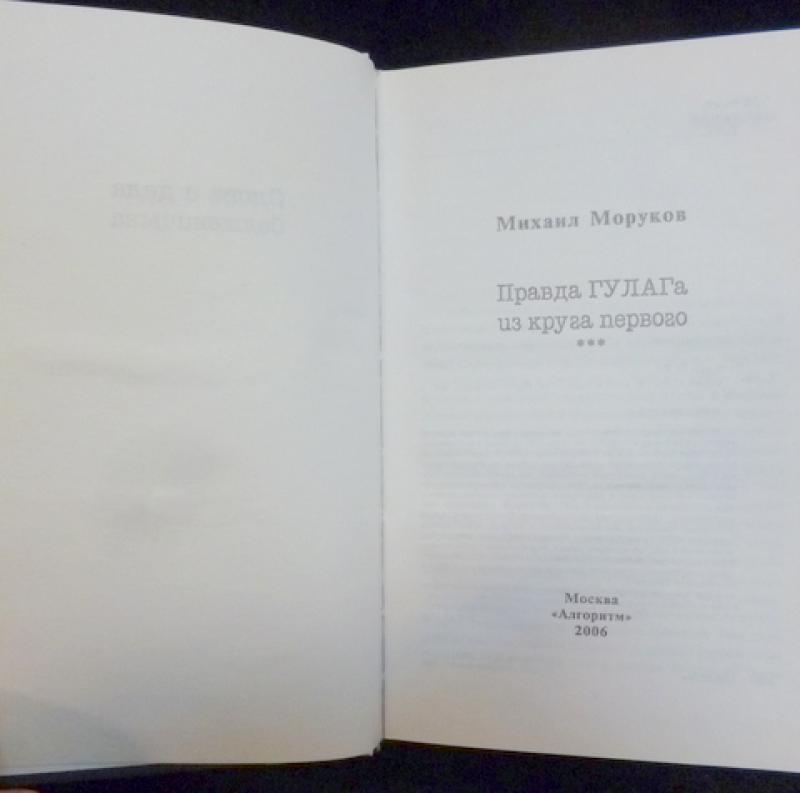 Михаил Моруков
Правда ГУЛАГа
из круга первого
***
Москва
«Алгоритм»
2006